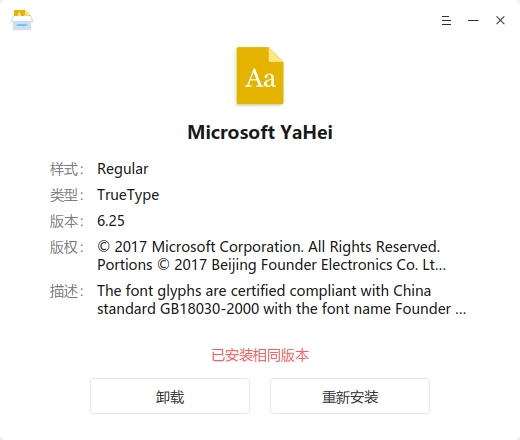 Aa
Microsoft YaHei
样式： Regular
类型： TrueType
版本： 6.25
版权： © 2017 Microsoft Corporation. All Rights Reserved.
Portions © 2017 Beijing Founder Electronics Co. Lt...
描述： The font glyphs are certified compliant with China
standard GB18030-2000 with the font name Founder ...
已安装相同版本
卸载 重新安装